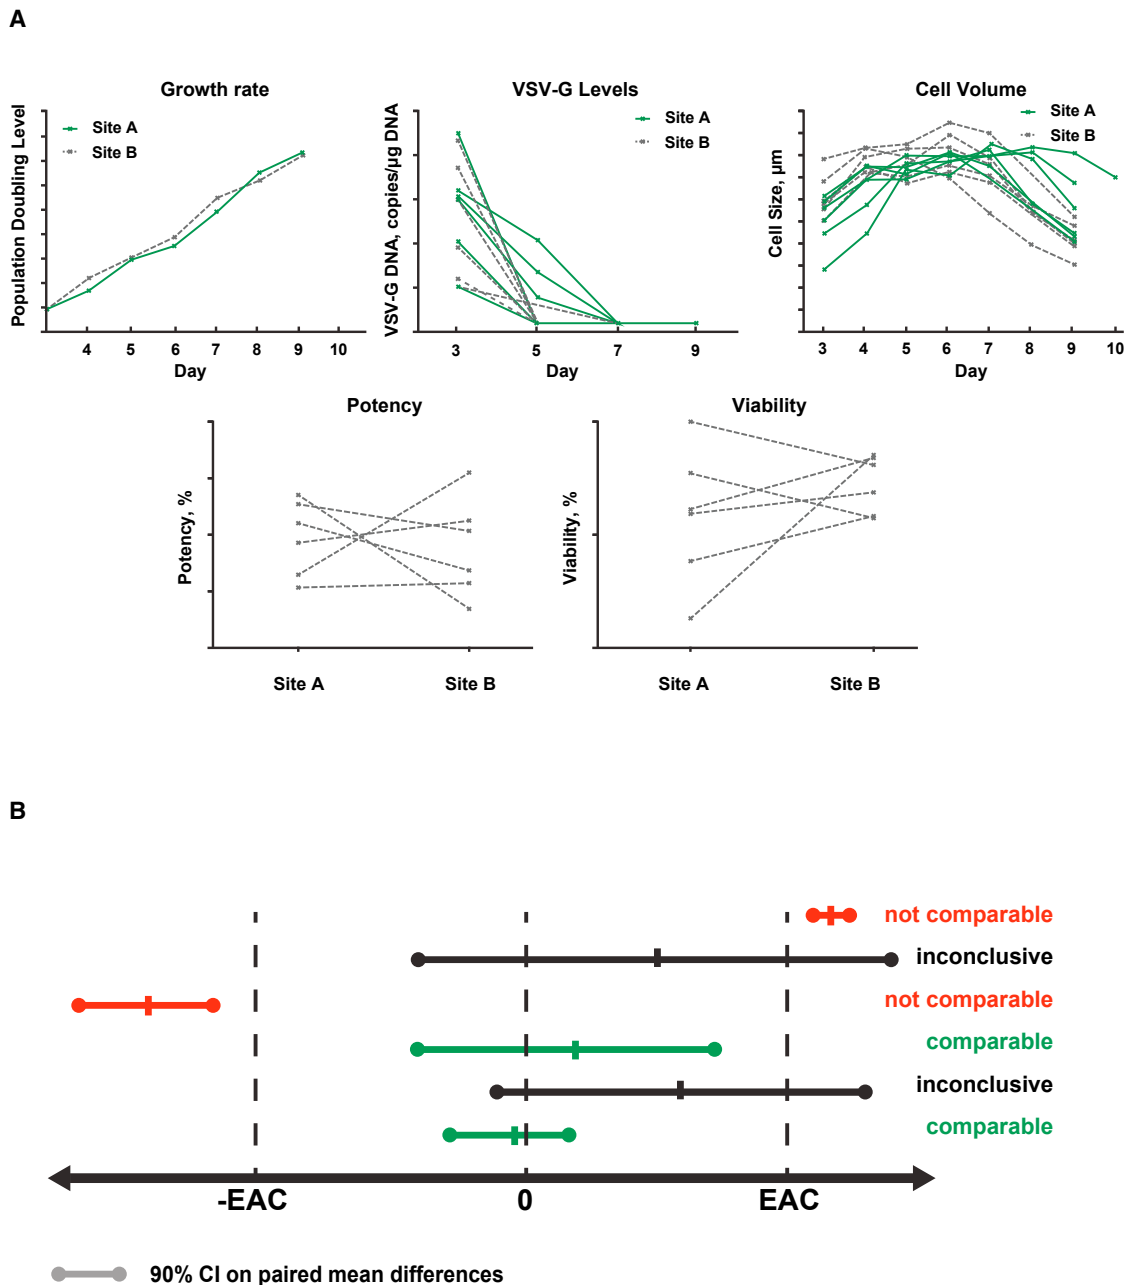 A
Growth rate
Population Doubling Level
Site A
Site B
4 5 6 7 8 9 10
Day
VSV-G Levels
VSV-G DNA, copies/µg DNA
Site A
Site B
3 5 7 9
Day
Cell Volume
Cell Size, µm
Site A
Site B
3 4 5 6 7 8 9 10
Day
Potency
Potency, %
Site A Site B
Viability
Viability, %
Site A Site B
B
not comparable
inconclusive
not comparable
comparable
inconclusive
comparable
-EAC 0 EAC
90% CI on paired mean differences